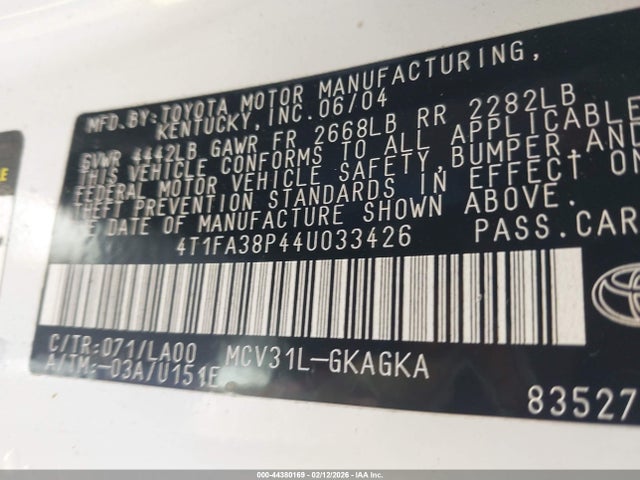 MFD.BY:TOYOTA MOTOR MANUFACTURING,
KENTUCKY,INC.06/04
GVWR 4442LB GAWR FR 2668LB RR 2282LB
THIS VEHICLE CONFORMS TO ALL APPLICABLE
FEDERAL MOTOR VEHICLE SAFETY,BUMPER,AND
THEFT PREVENTION STANDARDS IN EFFECT ON
DATE OF MANUFACTURE SHOWN ABOVE.
4T1FA38P44U033426 PASS.CAR
C/TR:071/LA00 MCV31L-GKAGKA
A/TM:-03A/U151E
83527
000-44380169 - 02/12/2026 - IAA Inc.